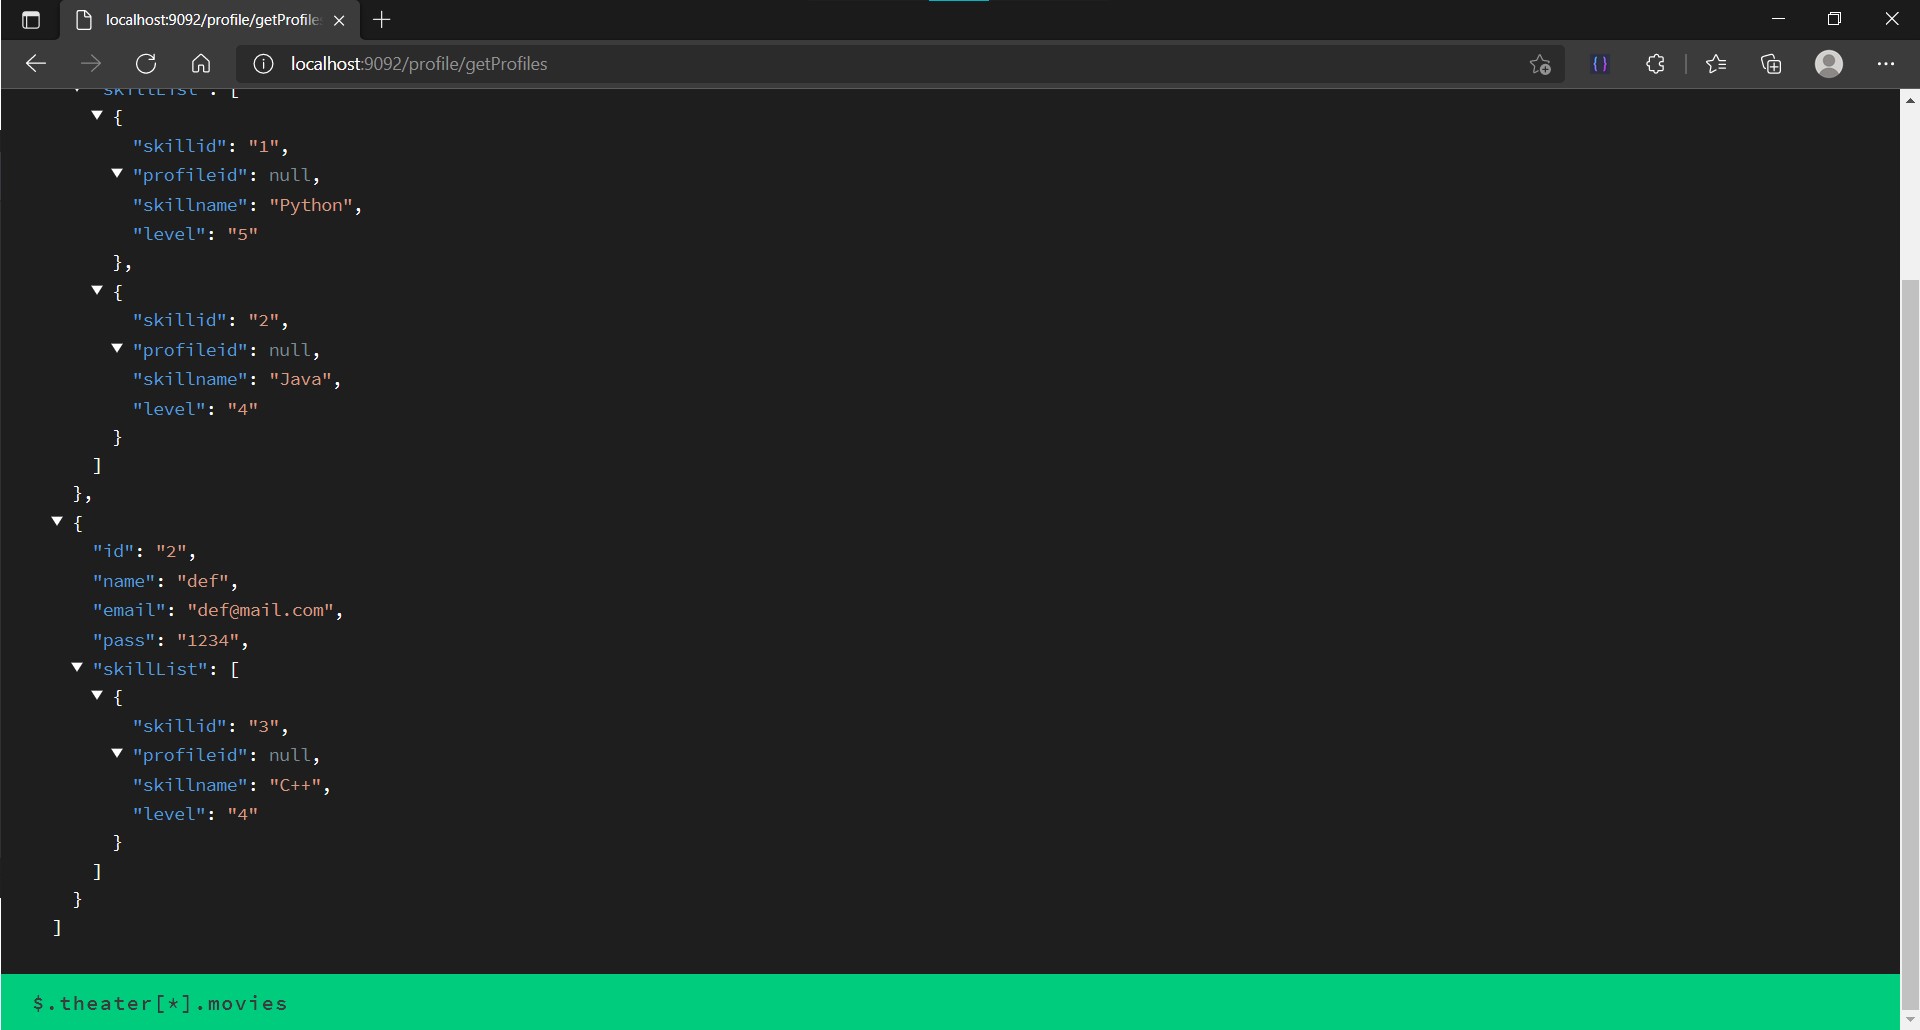 localhost:9092/profile/getProfile
localhost:9092/profile/getProfiles
"skillList": [
{
"skillid": "1",
"profileid": null,
"skillname": "Python",
"level": "5"
},
{
"skillid": "2",
"profileid": null,
"skillname": "Java",
"level": "4"
}
]
},
{
"id": "2",
"name": "def",
"email": "def@mail.com",
"pass": "1234",
"skillList": [
{
"skillid": "3",
"profileid": null,
"skillname": "C++",
"level": "4"
}
]
}
]
$.theater[*].movies